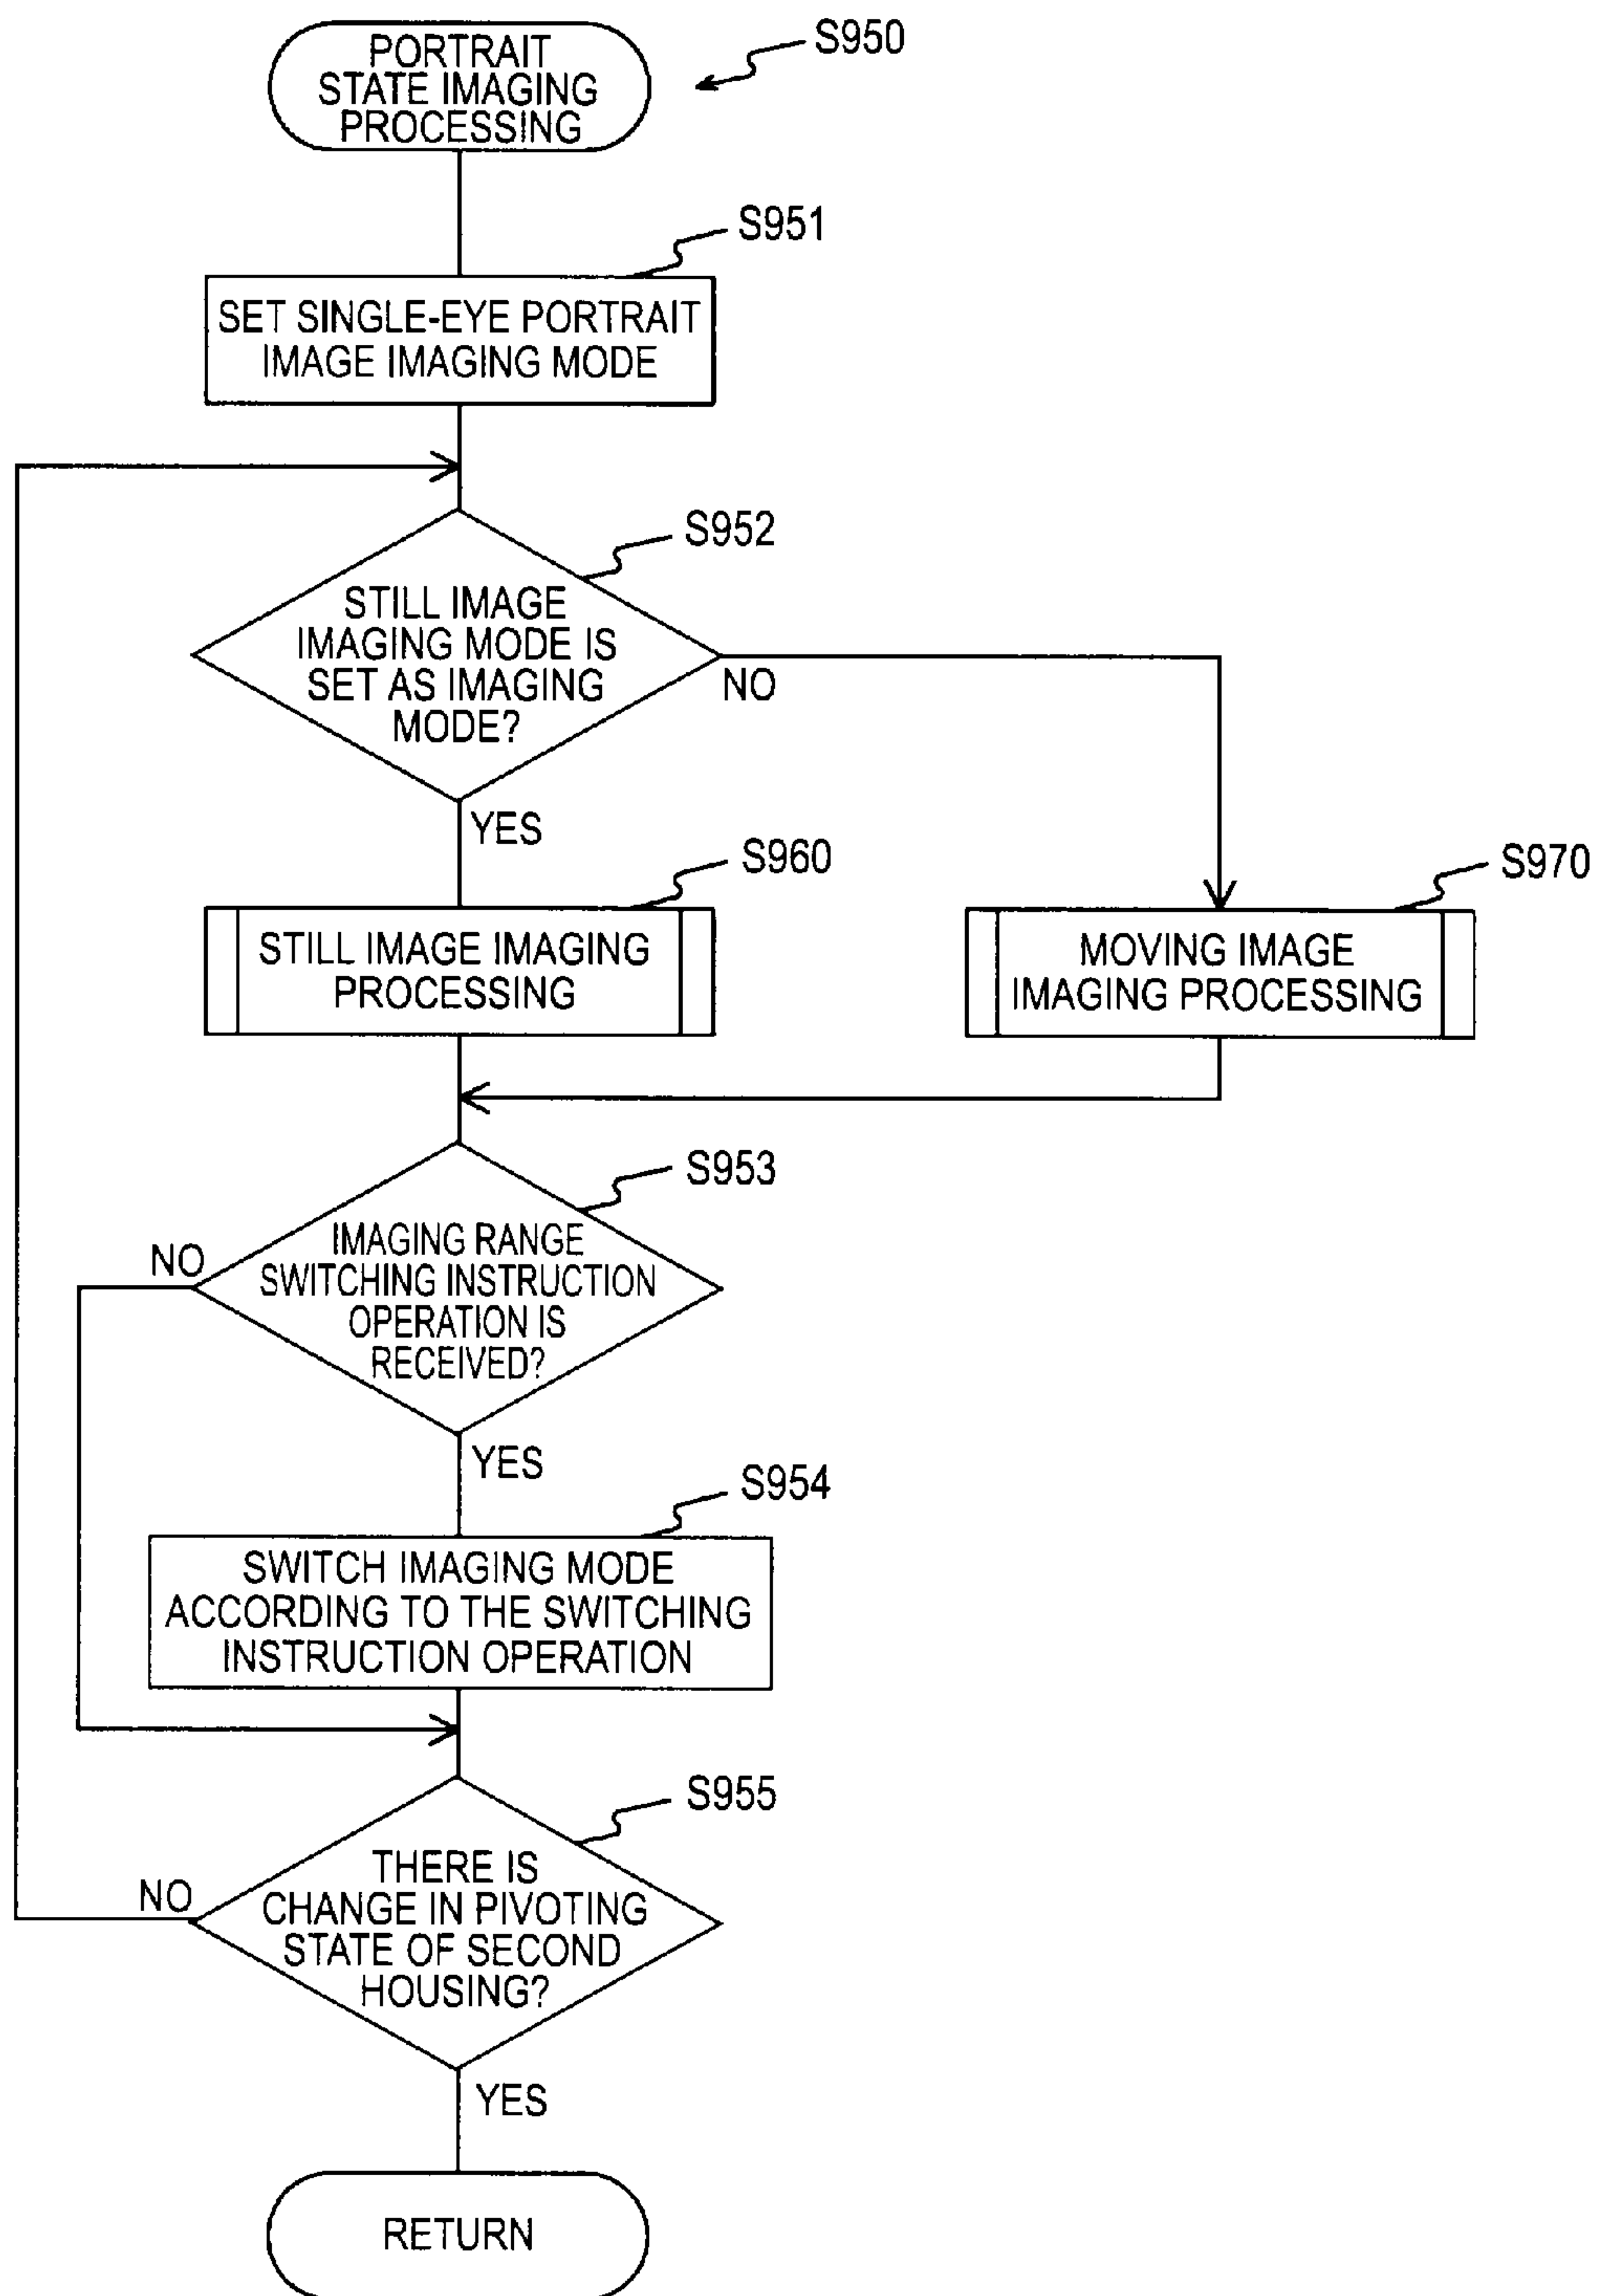 PORTRAIT
STATE IMAGING
PROCESSING
S950
S951
SET SINGLE-EYE PORTRAIT
IMAGE IMAGING MODE
S952
STILL IMAGE
IMAGING MODE IS
SET AS IMAGING
MODE?
NO
YES
S960
STILL IMAGE IMAGING
PROCESSING
S970
MOVING IMAGE
IMAGING PROCESSING
S953
IMAGING RANGE
SWITCHING INSTRUCTION
OPERATION IS
RECEIVED?
NO
YES
S954
SWITCH IMAGING MODE
ACCORDING TO THE SWITCHING
INSTRUCTION OPERATION
S955
THERE IS
CHANGE IN PIVOTING
STATE OF SECOND
HOUSING?
NO
YES
RETURN